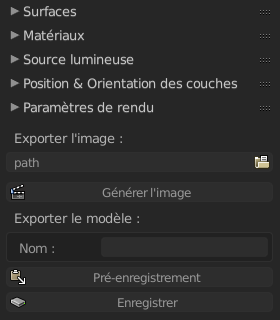 Surfaces
Matériaux
Source lumineuse
Position & Orientation des couches
Paramètres de rendu
Exporter l'image :
path
Générer l'image
Exporter le modèle :
Nom :
Pré-enregistrement
Enregistrer